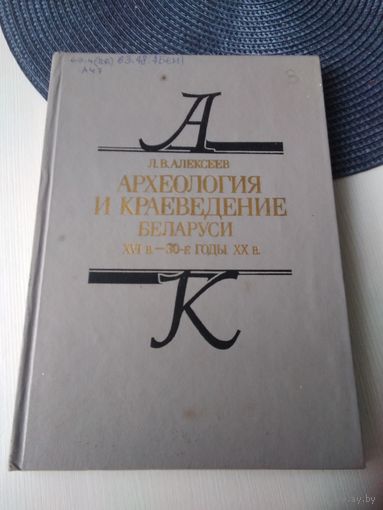 А
Л. В. АЛЕКСЕЕВ
АРХЕОЛОГИЯ
И КРАЕВЕДЕНИЕ
БЕЛАРУСИ
XVI в.—30-е годы XX в.
К